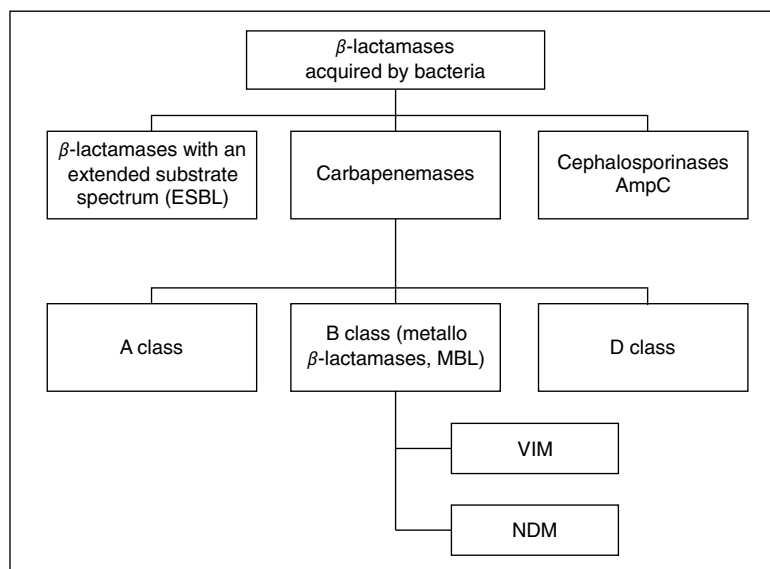 β-lactamases
acquired by bacteria
β-lactamases with an
extended substrate
spectrum (ESBL)
Carbapenemases
Cephalosporinases
AmpC
A class
B class (metallo
β-lactamases, MBL)
D class
VIM
NDM